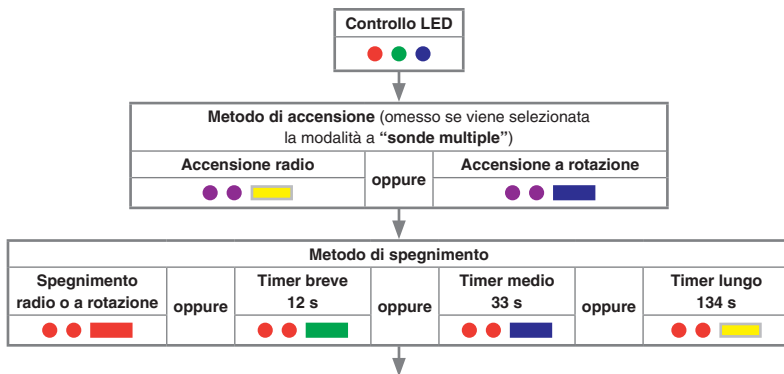 Controllo LED
Metodo di accensione (omesso se viene selezionata
la modalità a “sonde multiple”)
Accensione radio
oppure
Accensione a rotazione
Metodo di spegnimento
Spegnimento
radio o a rotazione
oppure
Timer breve
12 s
oppure
Timer medio
33 s
oppure
Timer lungo
134 s